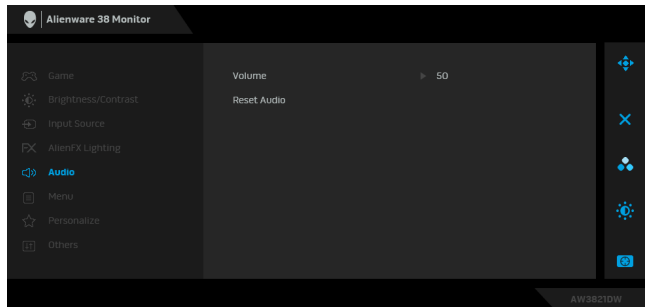 Alienware 38 Monitor
Game
Brightness/Contrast
Input Source
FX AlienFX Lighting
Audio
Menu
Personalize
Others
Volume 50
Reset Audio
AW3821DW